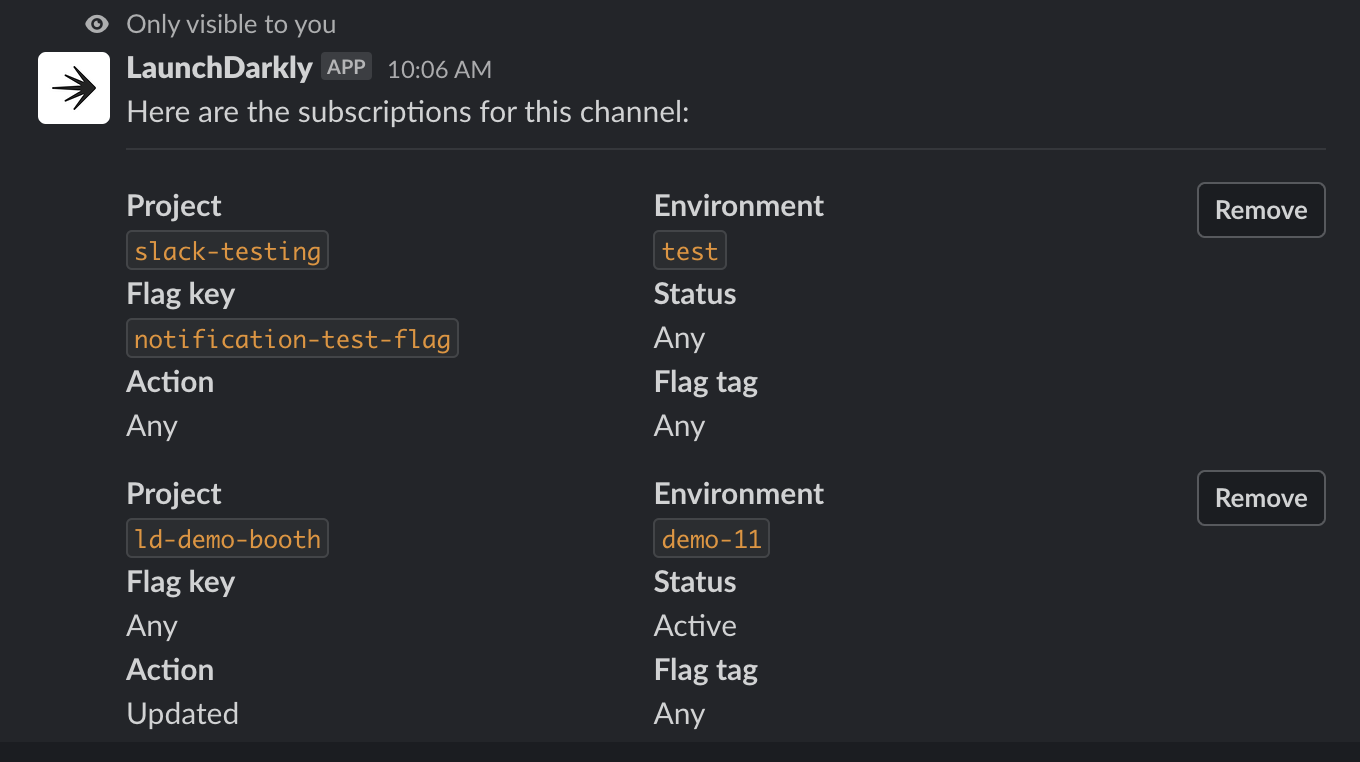 Only visible to you
LaunchDarkly APP 10:06 AM
Here are the subscriptions for this channel:
Project Environment Remove
slack-testing test
Flag key Status
notification-test-flag Any
Action Flag tag
Any Any
Project Environment Remove
ld-demo-booth demo-11
Flag key Status
Any Active
Action Flag tag
Updated Any